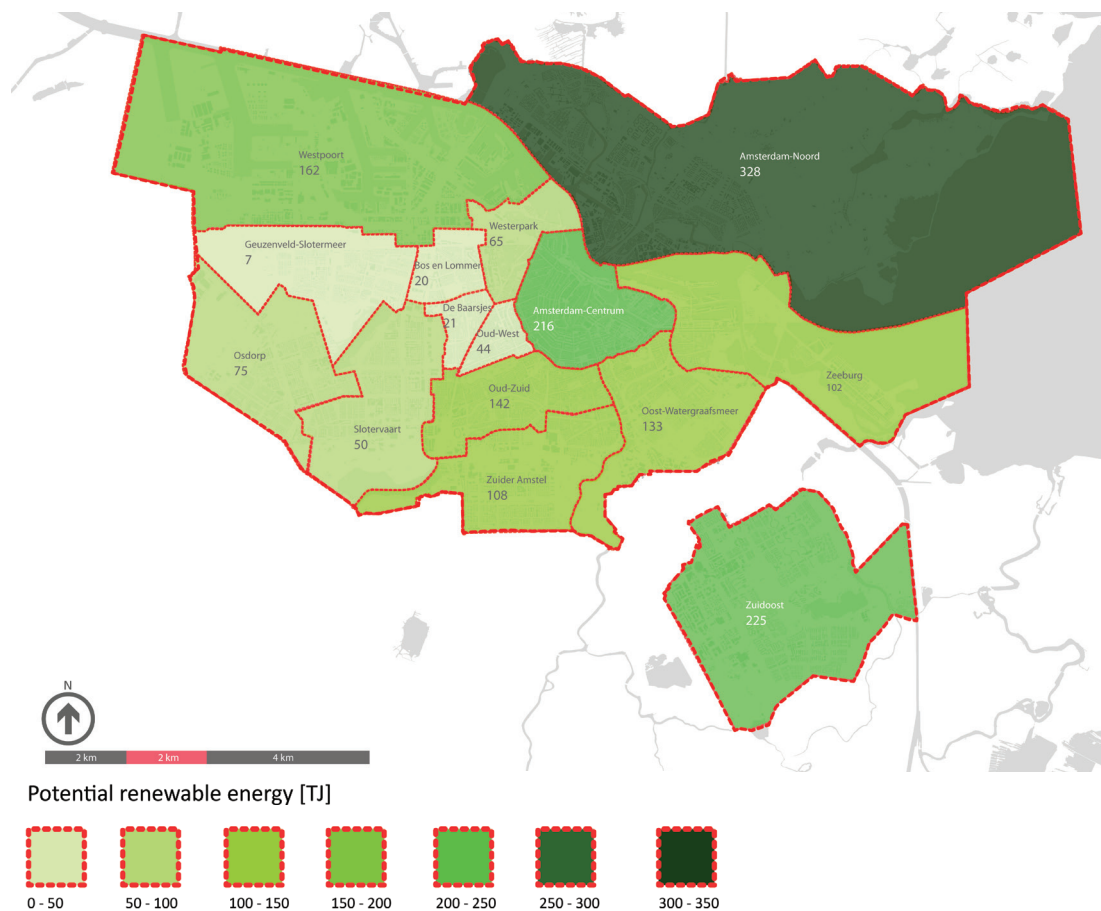 Westpoort
162
Amsterdam-Noord
328
Westerpark
65
Geuzenveld-Slotermeer
7
Bos en Lommer
20
De Baarsjes
21
Oud-West
44
Amsterdam-Centrum
216
Osdorp
75
Slotervaart
50
Oud-Zuid
142
Oost-Watergraafsmeer
133
Zeeburg
102
Zuider Amstel
108
Zuidoost
225
N
2 km 2 km 4 km
Potential renewable energy [TJ]
0 - 50 50 - 100 100 - 150 150 - 200 200 - 250 250 - 300 300 - 350